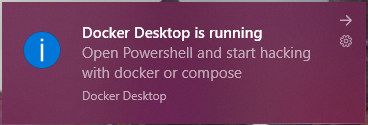 Docker Desktop is running
Open Powershell and start hacking
with docker or compose
Docker Desktop